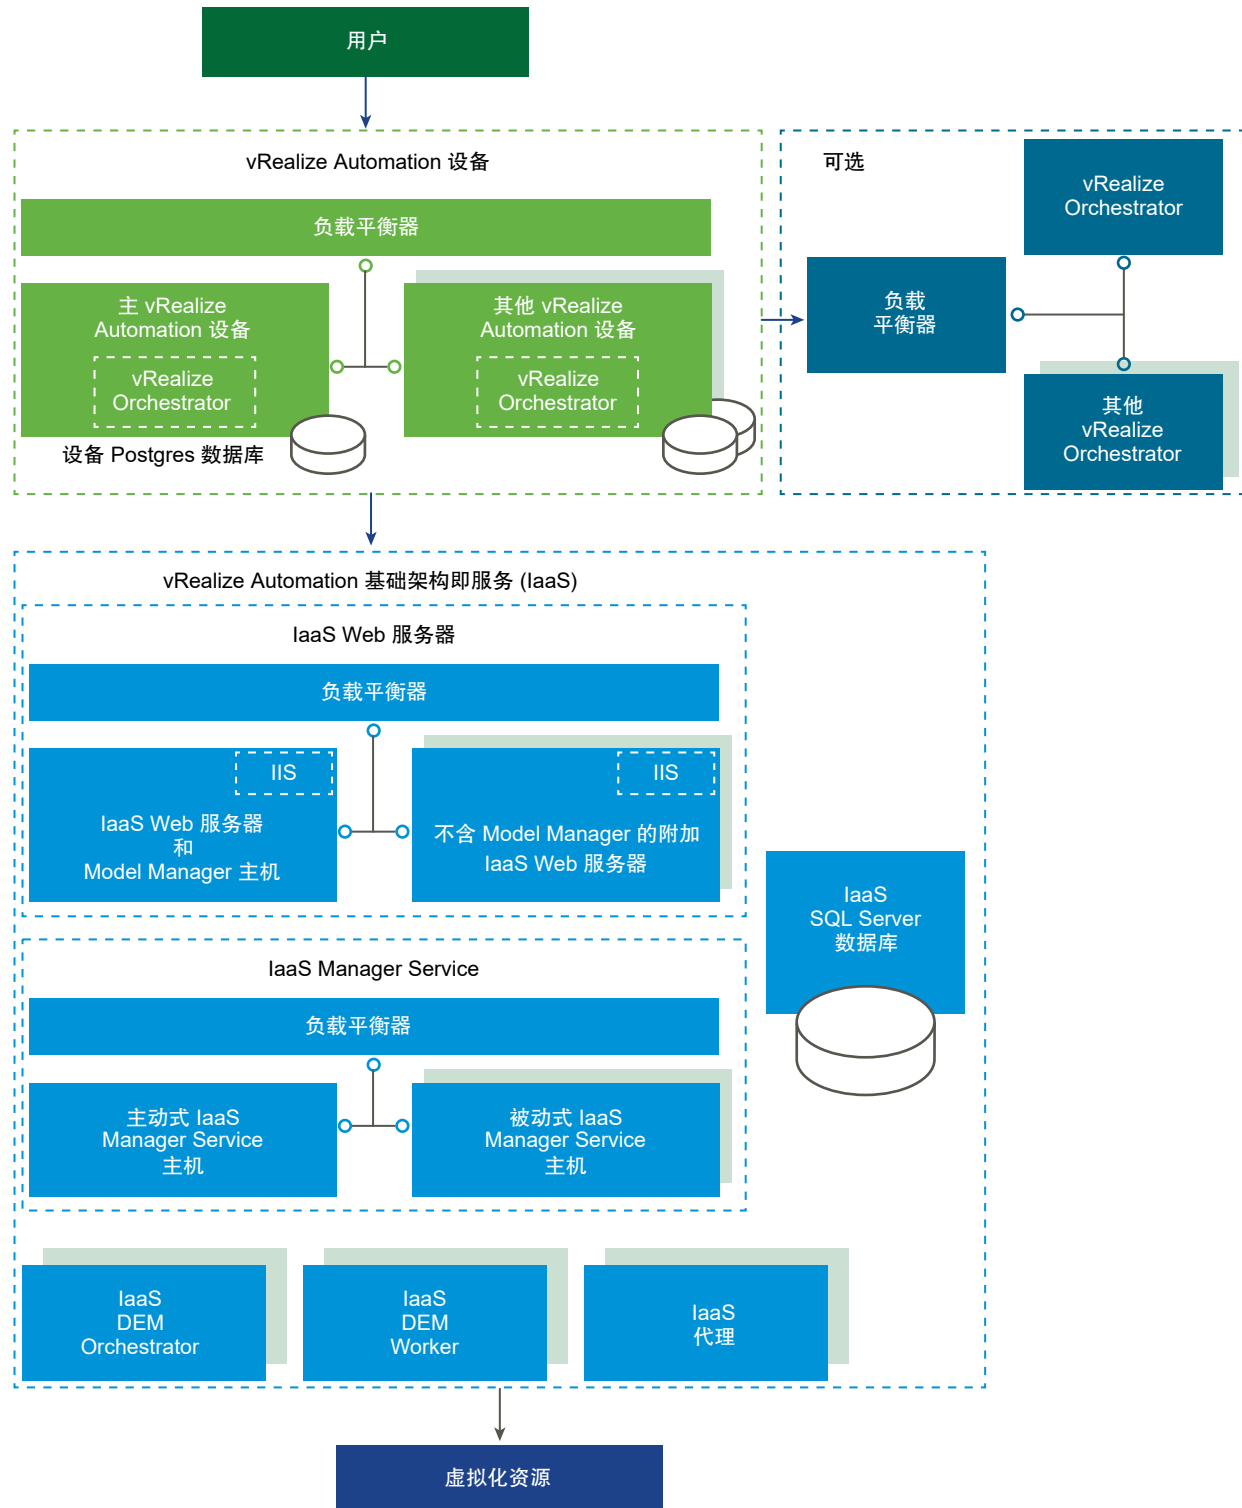 用户
vRealize Automation 设备
负载平衡器
主 vRealize
Automation 设备
vRealize
Orchestrator
其他 vRealize
Automation 设备
vRealize
Orchestrator
设备 Postgres 数据库
可选
负载
平衡器
vRealize
Orchestrator
其他
vRealize
Orchestrator
vRealize Automation 基础架构即服务 (IaaS)
IaaS Web 服务器
负载平衡器
IIS
IaaS Web 服务器
和
Model Manager 主机
IIS
不含 Model Manager 的附加
IaaS Web 服务器
IaaS
SQL Server
数据库
IaaS Manager Service
负载平衡器
主动式 IaaS
Manager Service
主机
被动式 IaaS
Manager Service
主机
IaaS
DEM
Orchestrator
IaaS
DEM
Worker
IaaS
代理
虚拟化资源